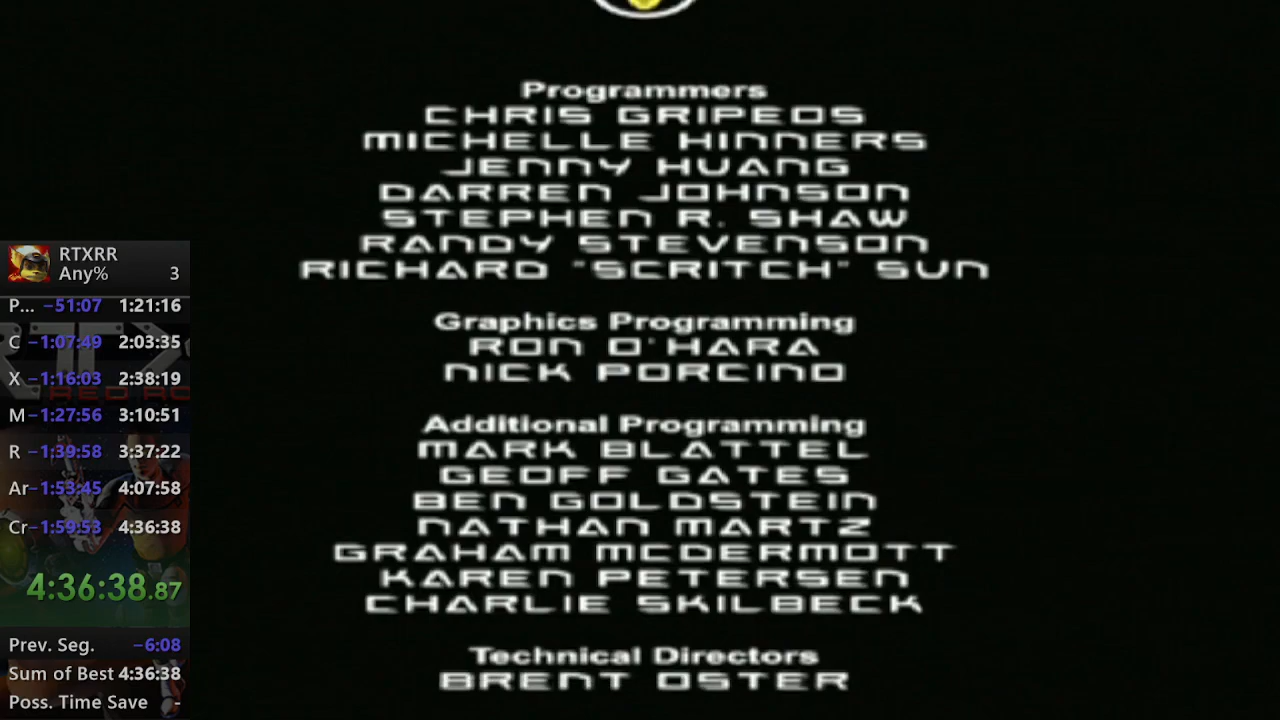 Programmers
CHRIS GRIPEOS
MICHELLE HINNERS
JENNY HUANG
DARREN JOHNSON
STEPHEN R. SHAW
RANDY STEVENSON
RICHARD "SCRITCH" SUN
Graphics Programming
RON O'HARA
NICK PORCINO
Additional Programming
MARK BLATTEL
GEOFF GATES
BEN GOLDSTEIN
NATHAN MARTZ
GRAHAM MCDERMOTT
KAREN PETERSEN
CHARLIE SKILBECK
Technical Directors
BRENT OSTER
RTXRR
Any% 3
P... −51:07 1:21:16
C −1:07:49 2:03:35
X −1:16:03 2:38:19
M −1:27:56 3:10:51
R −1:39:58 3:37:22
Ar −1:53:45 4:07:58
Cr −1:59:53 4:36:38
4:36:38.87
Prev. Seg. −6:08
Sum of Best 4:36:38
Poss. Time Save -